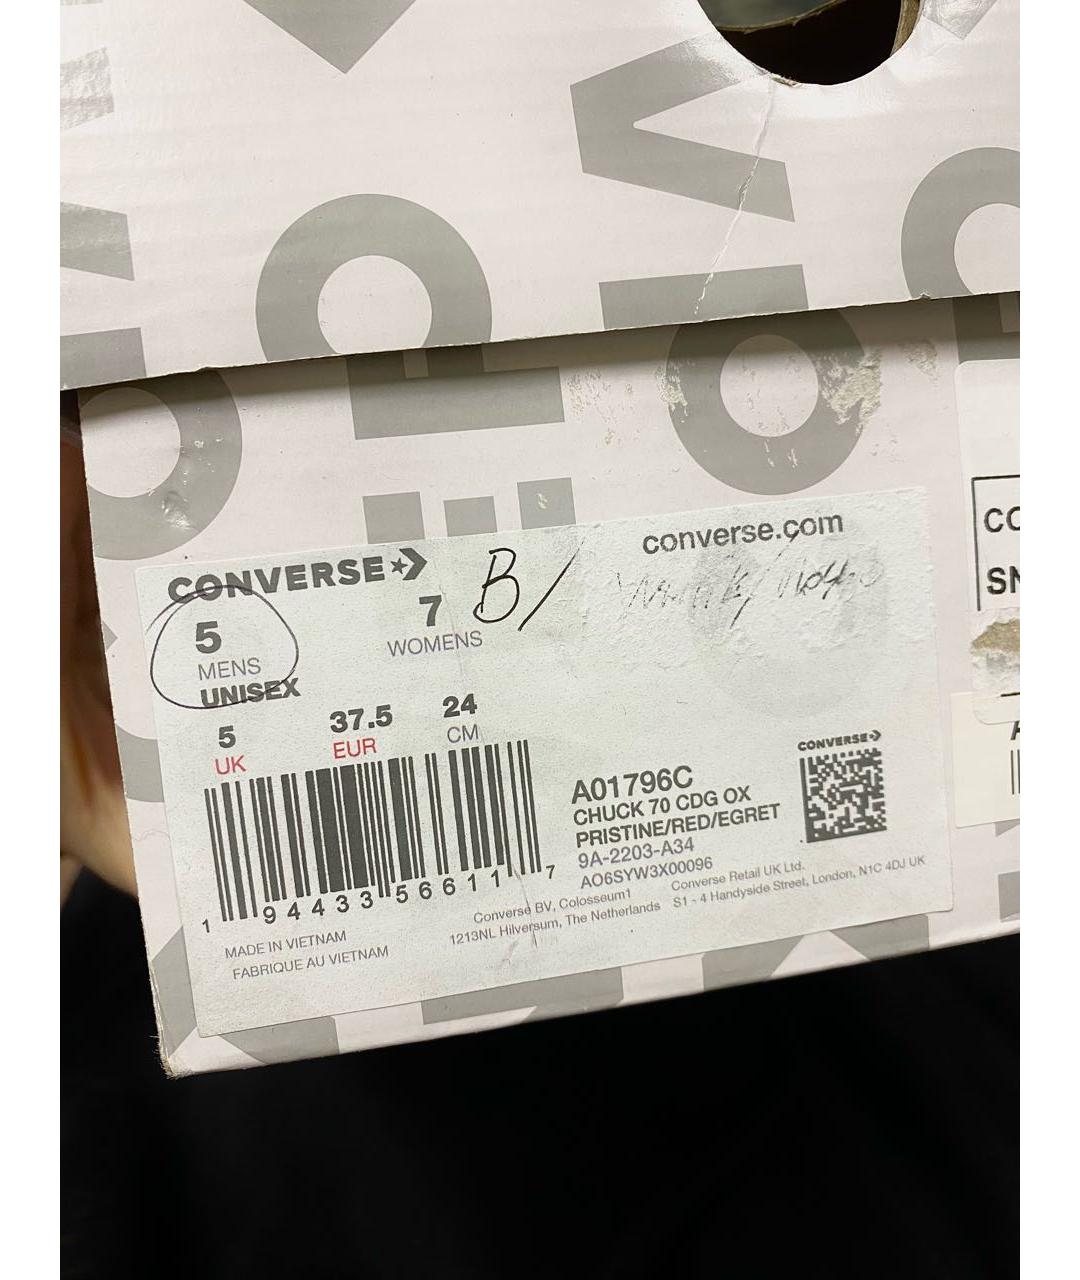 CONVERSE
converse.com
B/
5
7
MENS
WOMENS
UNISEX
5
37.5
24
UK
EUR
CM
CONVERSE
A01796C
CHUCK 70 CDG OX
PRISTINE/RED/EGRET
9A-2203-A34
AO6SYW3X00096
1 94433 56611 7
Converse BV, Colosseum1
1213NL Hilversum, The Netherlands
Converse Retail UK Ltd.
S1 - 4 Handyside Street, London, N1C 4DJ UK
MADE IN VIETNAM
FABRIQUE AU VIETNAM